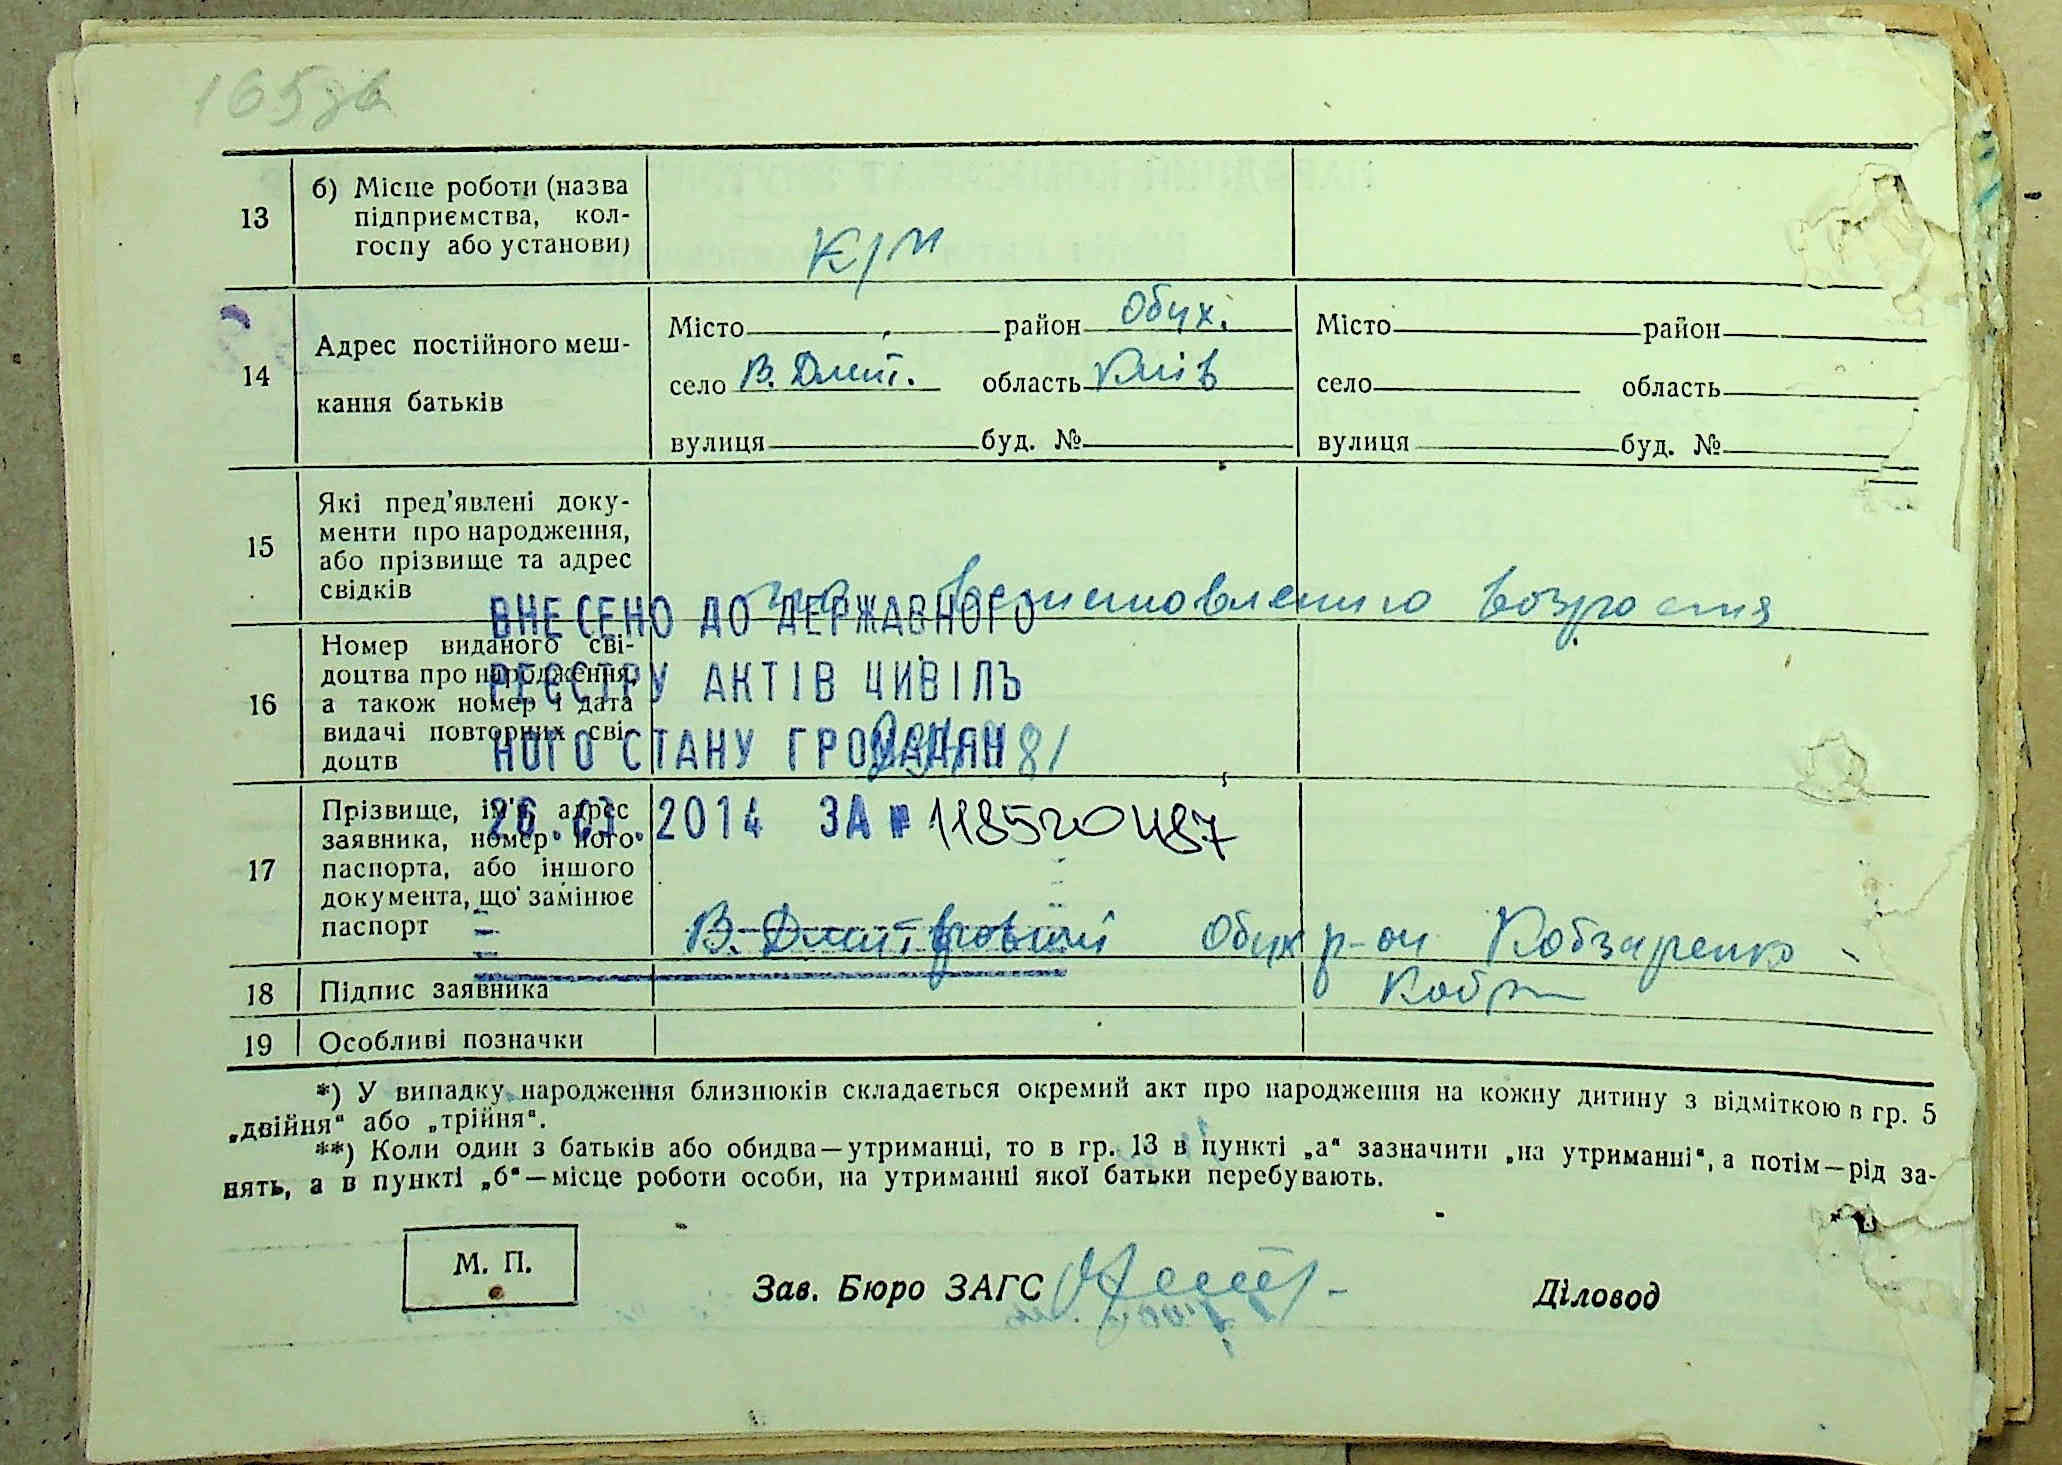 165зв
13
б) Місце роботи (назва
підприємства, кол-
госпу або установи)
к/г
14
Адрес постійного меш-
кання батьків
Місто район Обух.
село В. Дмит. область Київ
вулиця буд. №
Місто район
село область
вулиця буд. №
15
Які пред'явлені доку-
менти про народження,
або прізвище та адрес
свідків
возраста
16
Номер виданого сві-
доцтва про народження,
а також номер і дата
видачі повторних сві-
доцтв
ВНЕСЕНО ДО ДЕРЖАВНОГО
РЕЄСТРУ АКТІВ ЦИВІЛЬ
НОГО СТАНУ ГРОМАДЯН
2014 ЗА №
17
Прізвище, ім'я, адрес
заявника, номер його
паспорта, або іншого
документа, що замінює
паспорт
В. Дмитровичі Обух р-он Кобзаренко
18
Підпис заявника
19
Особливі позначки
*) У випадку народження близнюків складається окремий акт про народження на кожну дитину з відміткою в гр. 5
„двійня" або „трійня".
**) Коли один з батьків або обидва—утриманці, то в гр. 13 в пункті „а" зазначити „на утриманні", а потім—рід за-
нять, а в пункті „б"—місце роботи особи, на утриманні якої батьки перебувають.
М. П.
Зав. Бюро ЗАГС
Діловод